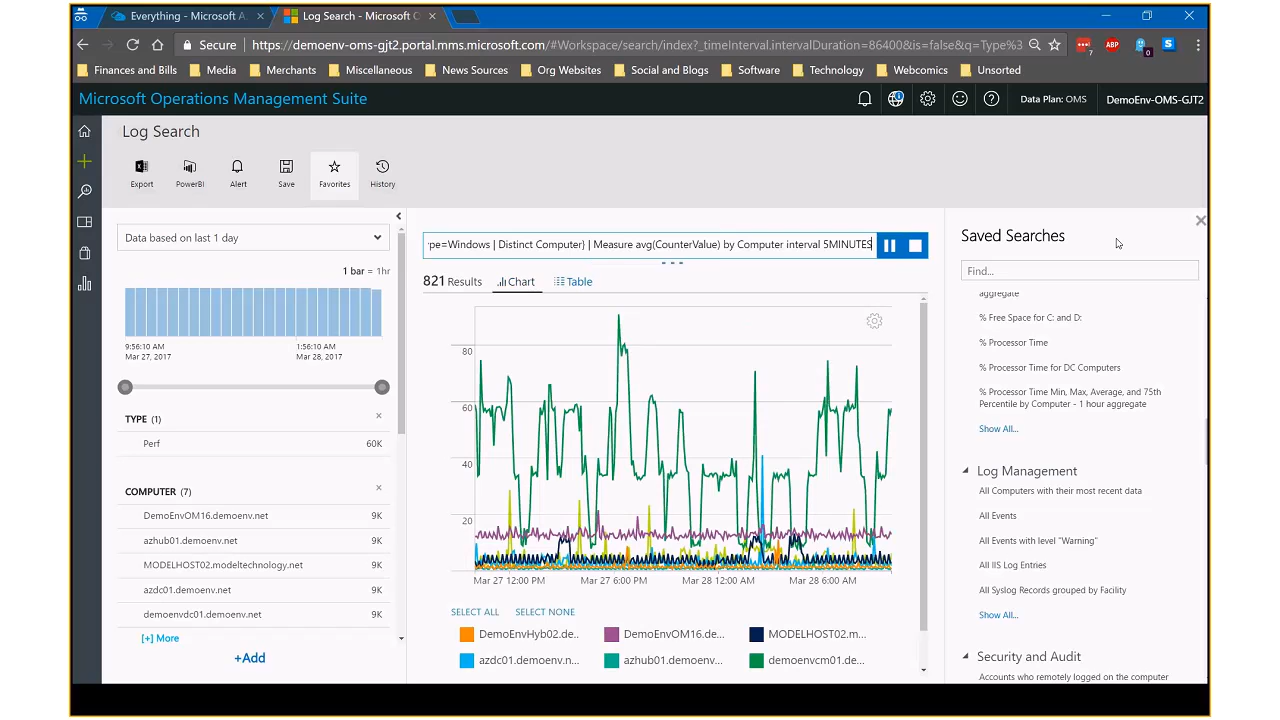 Everything - Microsoft A
Log Search - Microsoft O
Secure
https://demoenv-oms-gjt2.portal.mms.microsoft.com/#Workspace/search/index?_timeInterval.intervalDuration=86400&is=false&q=Type%3
7
ABP
0
S
Finances and Bills
Media
Merchants
Miscellaneous
News Sources
Org Websites
Social and Blogs
Software
Technology
Webcomics
Unsorted
Microsoft Operations Management Suite
Data Plan: OMS
DemoEnv-OMS-GJT2
Log Search
Export
PowerBI
Alert
Save
Favorites
History
Data based on last 1 day
1 bar = 1hr
9:56:10 AM
Mar 27, 2017
1:56:10 AM
Mar 28, 2017
TYPE (1)
Perf 60K
COMPUTER (7)
DemoEnvOM16.demoenv.net 9K
azhub01.demoenv.net 9K
MODELHOST02.modeltechnology.net 9K
azdc01.demoenv.net 9K
demoenvdc01.demoenv.net 9K
[+] More
+Add
pe=Windows | Distinct Computer} | Measure avg(CounterValue) by Computer interval 5MINUTES
821 Results
Chart
Table
80
60
40
20
Mar 27 12:00 PM
Mar 27 6:00 PM
Mar 28 12:00 AM
Mar 28 6:00 AM
SELECT ALL
SELECT NONE
DemoEnvHyb02.de...
DemoEnvOM16.de...
MODELHOST02.m...
azdc01.demoenv.n...
azhub01.demoenv...
demoenvcm01.de...
Saved Searches
Find...
aggregate
% Free Space for C: and D:
% Processor Time
% Processor Time for DC Computers
% Processor Time Min, Max, Average, and 75th
Percentile by Computer - 1 hour aggregate
Show All...
Log Management
All Computers with their most recent data
All Events
All Events with level "Warning"
All IIS Log Entries
All Syslog Records grouped by Facility
Show All...
Security and Audit
Accounts who remotely logged on the computer